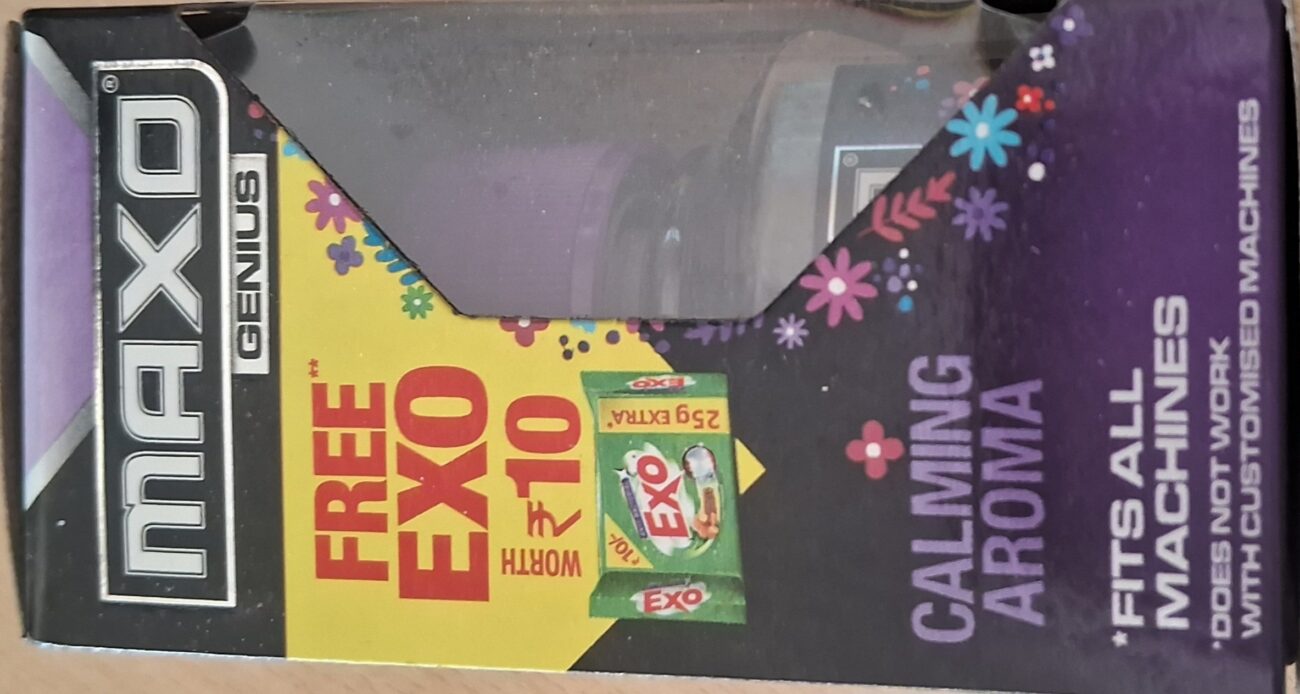 MAXO®
GENIUS
FREE**
EXO
WORTH ₹10
EXO
25g EXTRA*
EXO
₹10/-
EXO
CALMING
AROMA
*FITS ALL
MACHINES
*DOES NOT WORK
WITH CUSTOMISED MACHINES